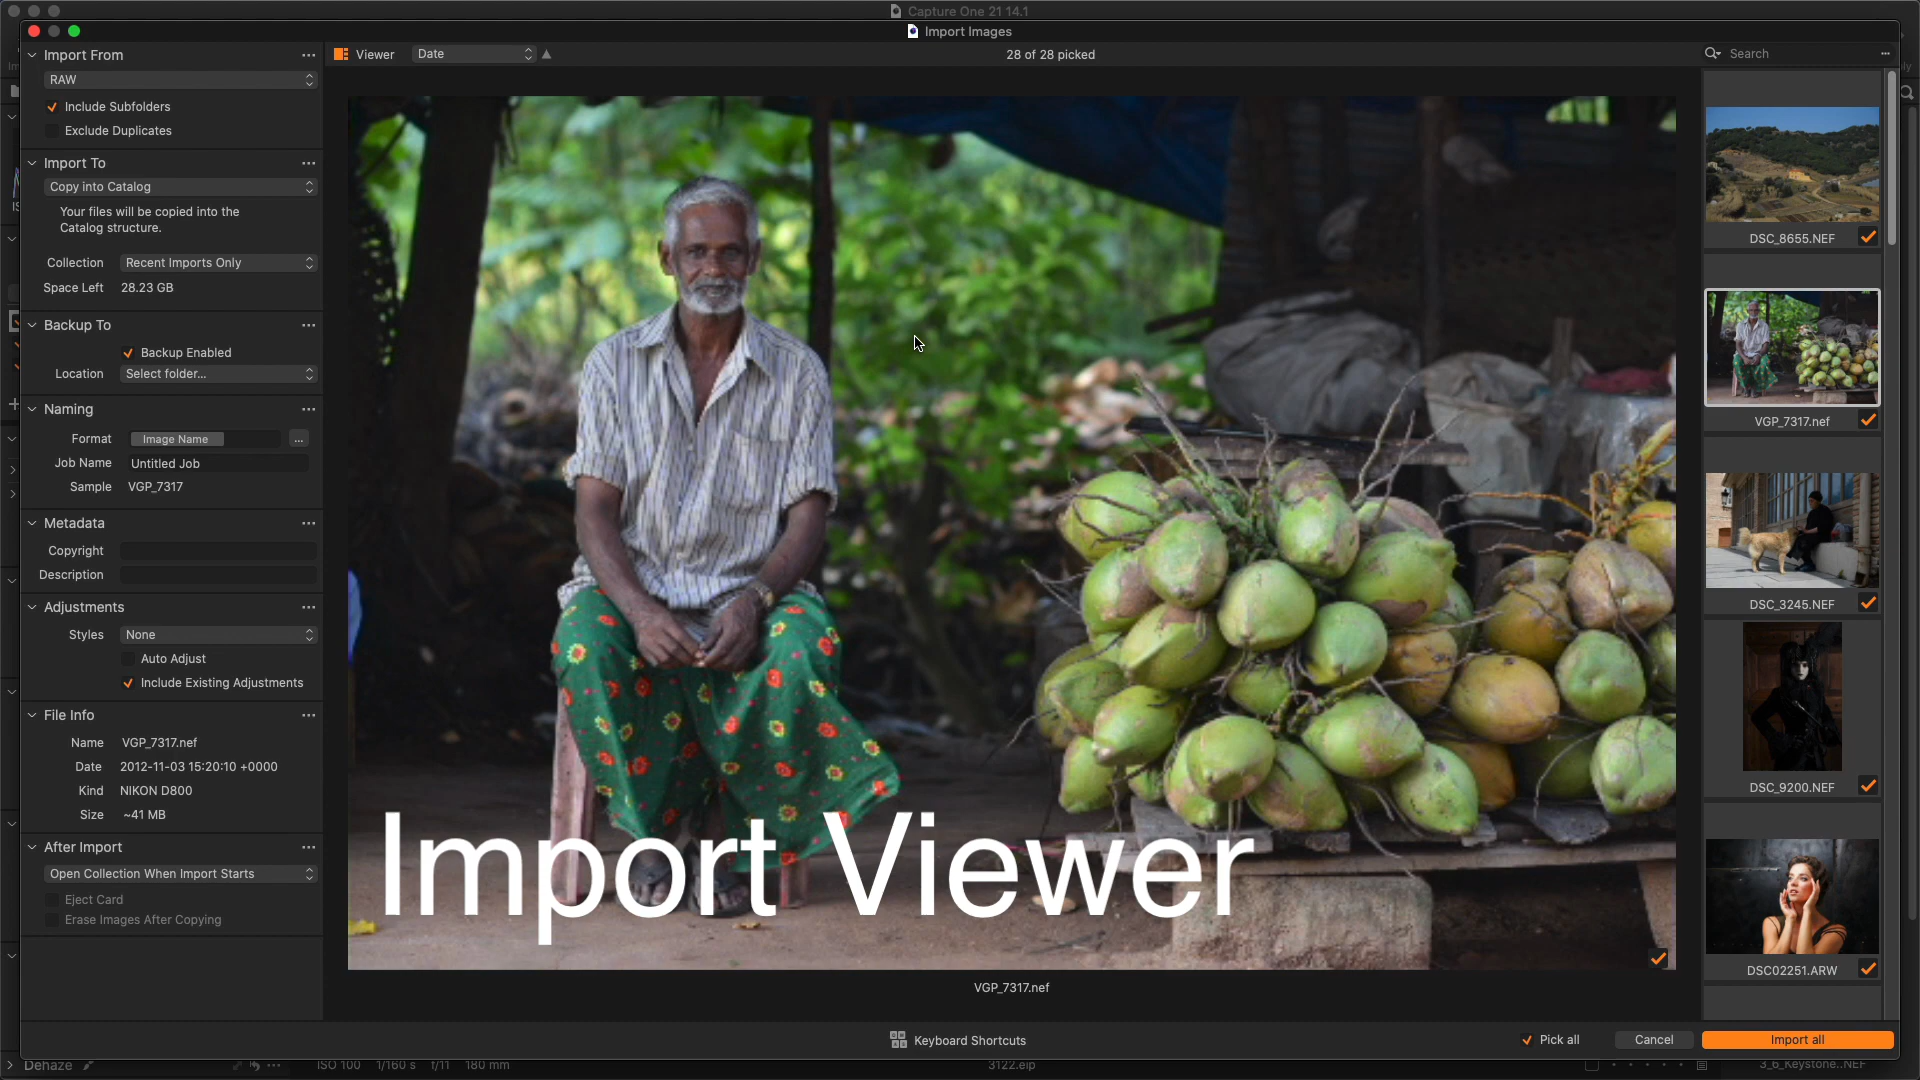 Capture One 21 14.1
Import Images
Import From
RAW
Include Subfolders
Exclude Duplicates
Import To
Copy into Catalog
Your files will be copied into the
Catalog structure.
Collection Recent Imports Only
Space Left 28.23 GB
Backup To
Backup Enabled
Location Select folder...
Naming
Format Image Name ...
Job Name Untitled Job
Sample VGP_7317
Metadata
Copyright
Description
Adjustments
Styles None
Auto Adjust
Include Existing Adjustments
File Info
Name VGP_7317.nef
Date 2012-11-03 15:20:10 +0000
Kind NIKON D800
Size ~41 MB
After Import
Open Collection When Import Starts
Eject Card
Erase Images After Copying
Viewer Date 28 of 28 picked Search
Import Viewer
VGP_7317.nef
DSC_8655.NEF
VGP_7317.nef
DSC_3245.NEF
DSC_9200.NEF
DSC02251.ARW
Keyboard Shortcuts Pick all Cancel Import all
Dehaze ISO 100 1/160 s f/11 180 mm 3122.eip 3_6_Keystone..NEF